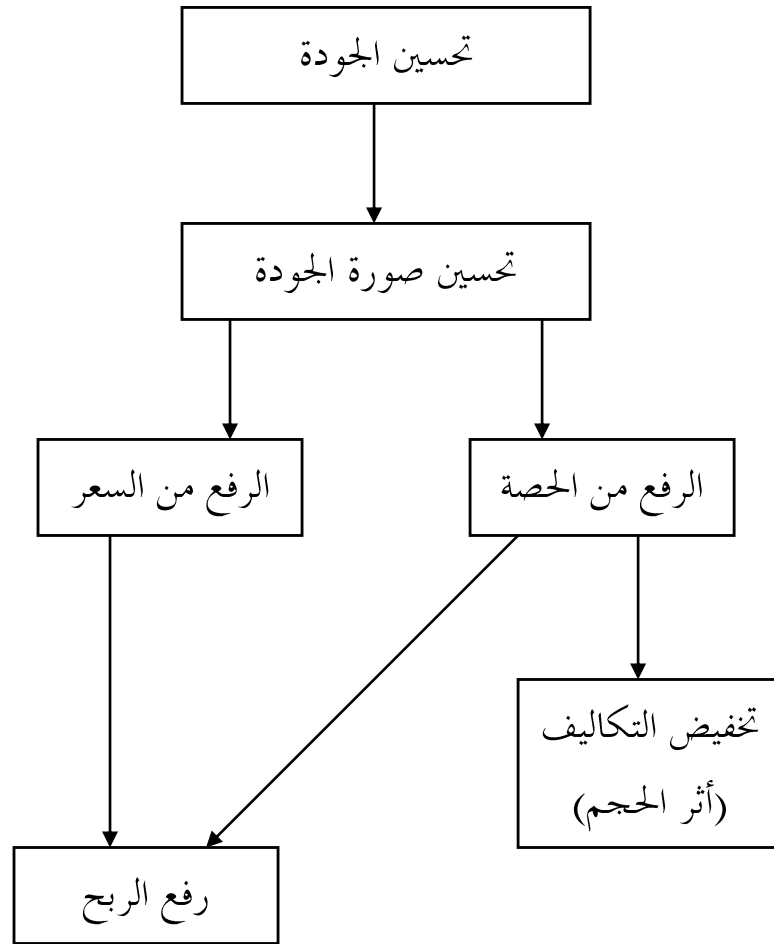 تحسين الجودة
تحسين صورة الجودة
الرفع من الحصة
الرفع من السعر
تخفيض التكاليف
(أثر الحجم)
رفع الربح